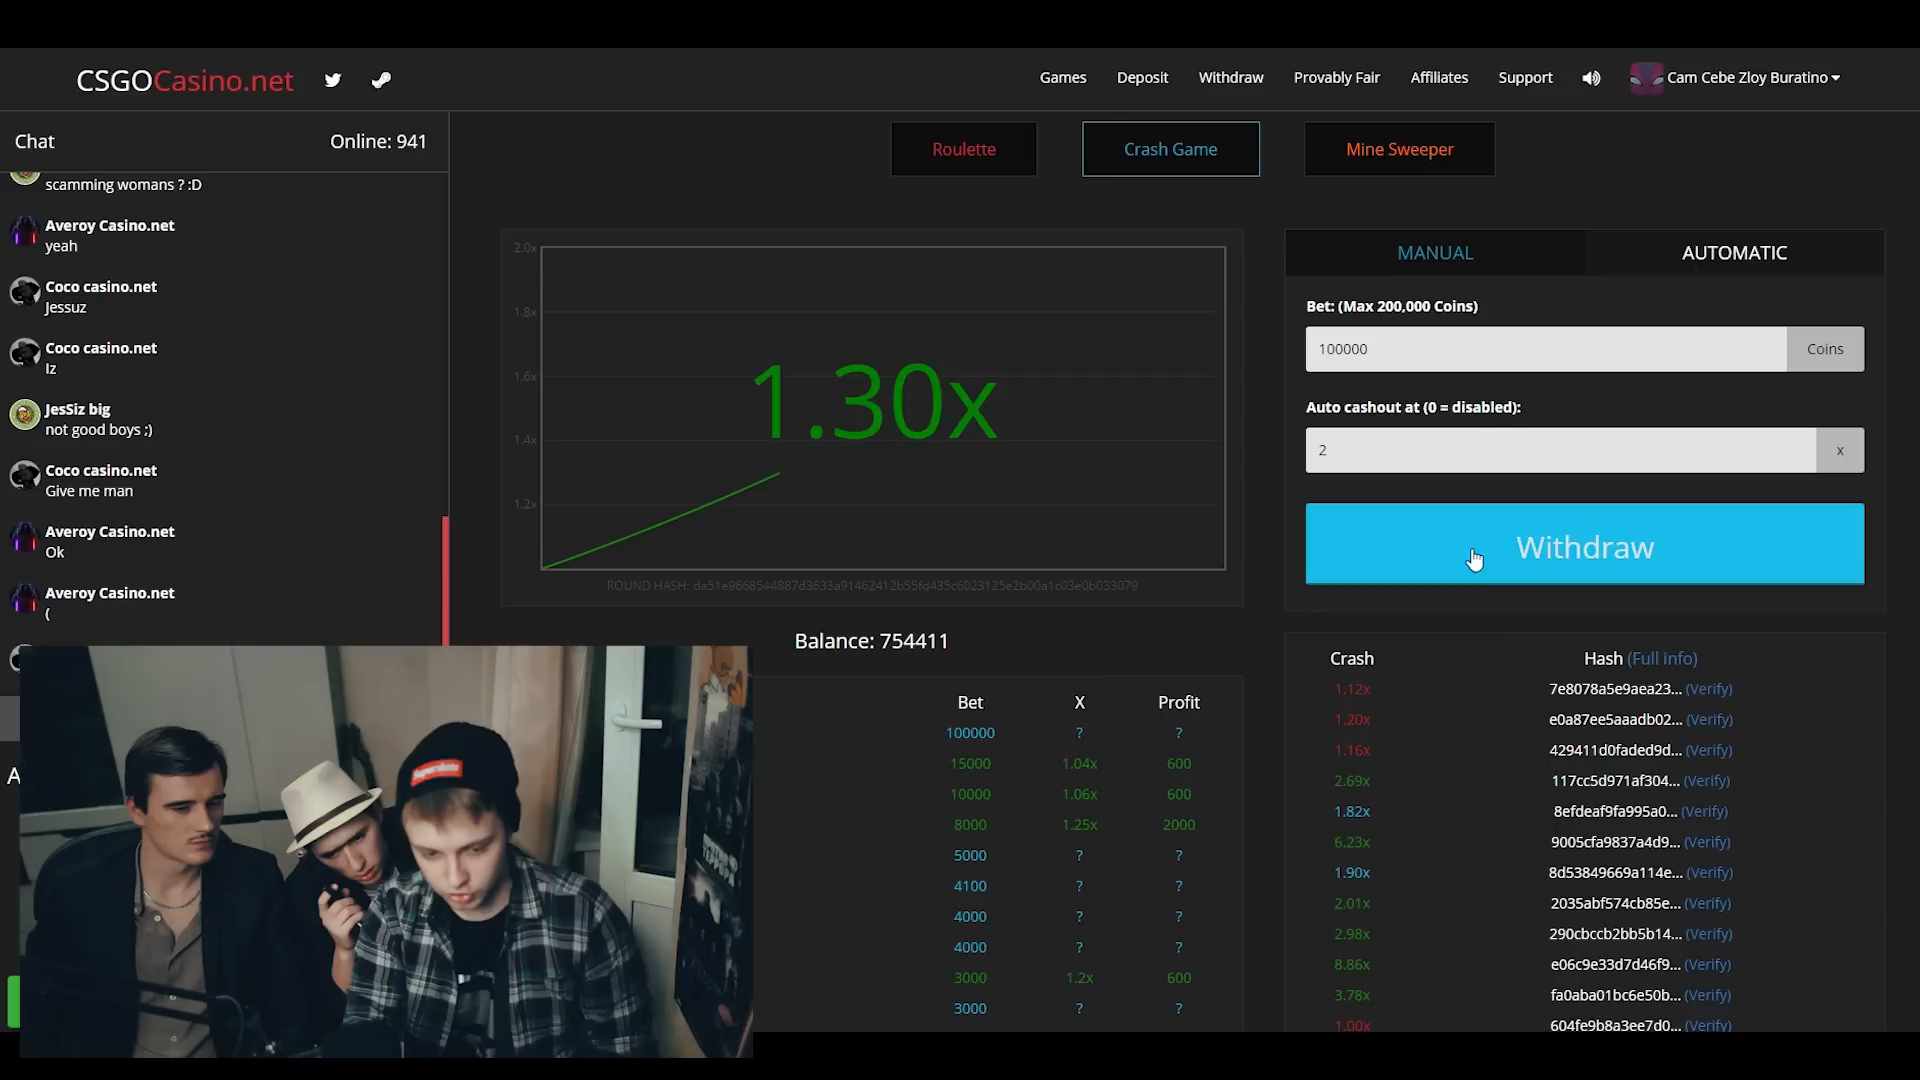 CSGOCasino.net
Games Deposit Withdraw Provably Fair Affiliates Support Cam Cebe Zloy Buratino
Chat Online: 941
Roulette Crash Game Mine Sweeper
scamming womans ? :D
Averoy Casino.net
yeah
Coco casino.net
Jessuz
Coco casino.net
lz
JesSiz big
not good boys ;)
Coco casino.net
Give me man
Averoy Casino.net
Ok
Averoy Casino.net
(
2.0x
1.8x
1.6x
1.4x
1.2x
1.30x
ROUND HASH: da51e9668544887d3633a91462412b55fd435c6023125e2b00a1c03e0b033079
MANUAL AUTOMATIC
Bet: (Max 200,000 Coins)
100000 Coins
Auto cashout at (0 = disabled):
2 x
Withdraw
Balance: 754411
Bet X Profit
100000 ? ?
15000 1.04x 600
10000 1.06x 600
8000 1.25x 2000
5000 ? ?
4100 ? ?
4000 ? ?
4000 ? ?
3000 1.2x 600
3000 ? ?
Crash Hash (Full info)
1.12x 7e8078a5e9aea23... (Verify)
1.20x e0a87ee5aaadb02... (Verify)
1.16x 429411d0faded9d... (Verify)
2.69x 117cc5d971af304... (Verify)
1.82x 8efdeaf9fa995a0... (Verify)
6.23x 9005cfa9837a4d9... (Verify)
1.90x 8d53849669a114e... (Verify)
2.01x 2035abf574cb85e... (Verify)
2.98x 290cbccb2bb5b14... (Verify)
8.86x e06c9e33d7d46f9... (Verify)
3.78x fa0aba01bc6e50b... (Verify)
1.00x 604fe9b8a3ee7d0... (Verify)